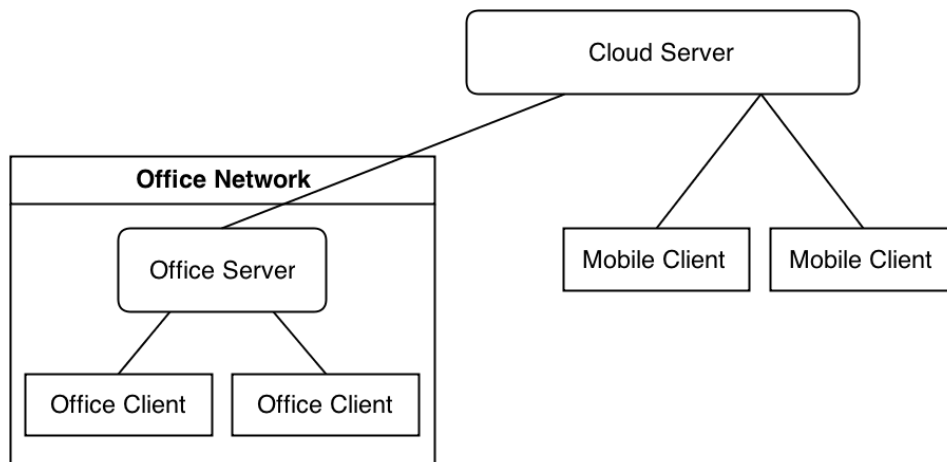 Cloud Server
Office Network
Office Server
Mobile Client
Mobile Client
Office Client
Office Client